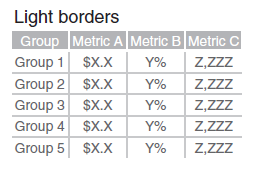 Light borders
Group Metric A Metric B Metric C
Group 1 $X.X Y% Z,ZZZ
Group 2 $X.X Y% Z,ZZZ
Group 3 $X.X Y% Z,ZZZ
Group 4 $X.X Y% Z,ZZZ
Group 5 $X.X Y% Z,ZZZ